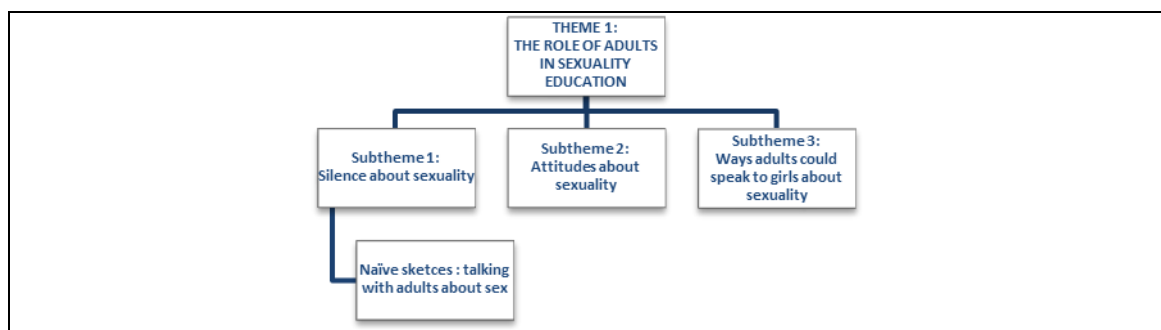 THEME 1:
THE ROLE OF ADULTS
IN SEXUALITY
EDUCATION
Subtheme 1:
Silence about sexuality
Subtheme 2:
Attitudes about
sexuality
Subtheme 3:
Ways adults could
speak to girls about
sexuality
Naïve sketces : talking
with adults about sex